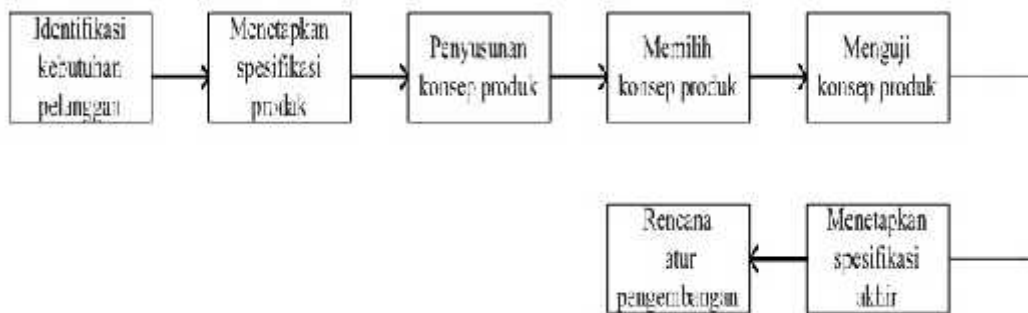 Identifikasi
kebutuhan
pelanggan
Menetapkan
spesifikasi
produk
Penyusunan
konsep produk
Memilih
konsep produk
Menguji
konsep produk
Rencana
atur
pengembangan
Menetapkan
spesifikasi
akhir